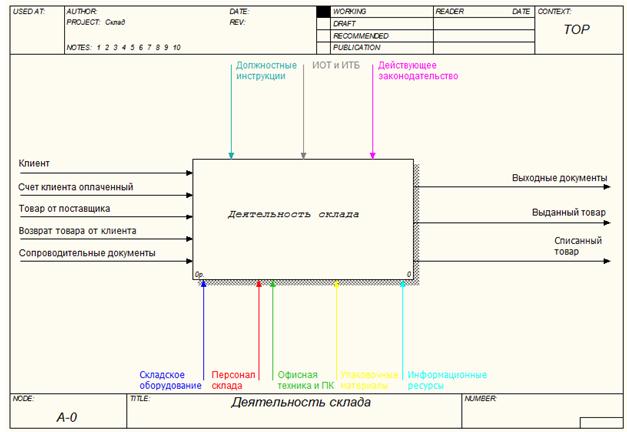 USED AT:
AUTHOR:
DATE:
WORKING
READER
DATE
CONTEXT:
PROJECT: Склад
REV:
DRAFT
TOP
RECOMMENDED
NOTES: 1 2 3 4 5 6 7 8 9 10
PUBLICATION
Должностные
инструкции
ИОТ и ИТБ
Действующее
законодательство
Клиент
Счет клиента оплаченный
Товар от поставщика
Возврат товара от клиента
Сопроводительные документы
Деятельность склада
0р.
0
Выходные документы
Выданный товар
Списанный
товар
Складское
оборудование
Персонал
склада
Офисная
техника и ПК
Упаковочные
материалы
Информационные
ресурсы
NODE:
TITLE:
NUMBER:
A-0
Деятельность склада